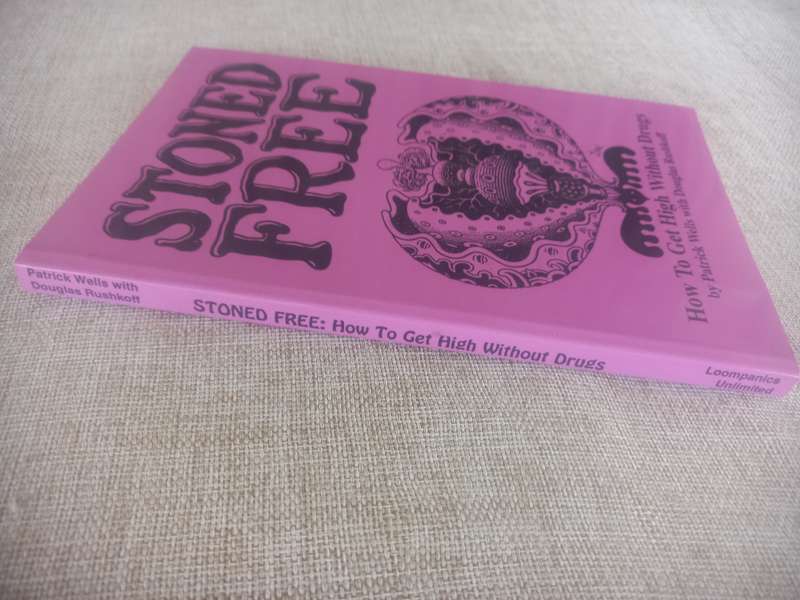 STONED
FREE
How To Get High Without Drugs
by Patrick Wells with Douglas Rushkoff
Patrick Wells with
Douglas Rushkoff
STONED FREE: How To Get High Without Drugs
Loompanics
Unlimited